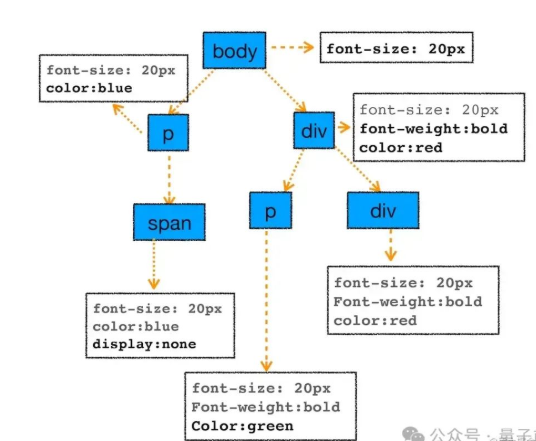 body
font-size: 20px
font-size: 20px
color:blue
p
div
font-size: 20px
font-weight:bold
color:red
span
p
div
font-size: 20px
color:blue
display:none
font-size: 20px
Font-weight:bold
color:red
font-size: 20px
Font-weight:bold
Color:green
公众号 · 量子